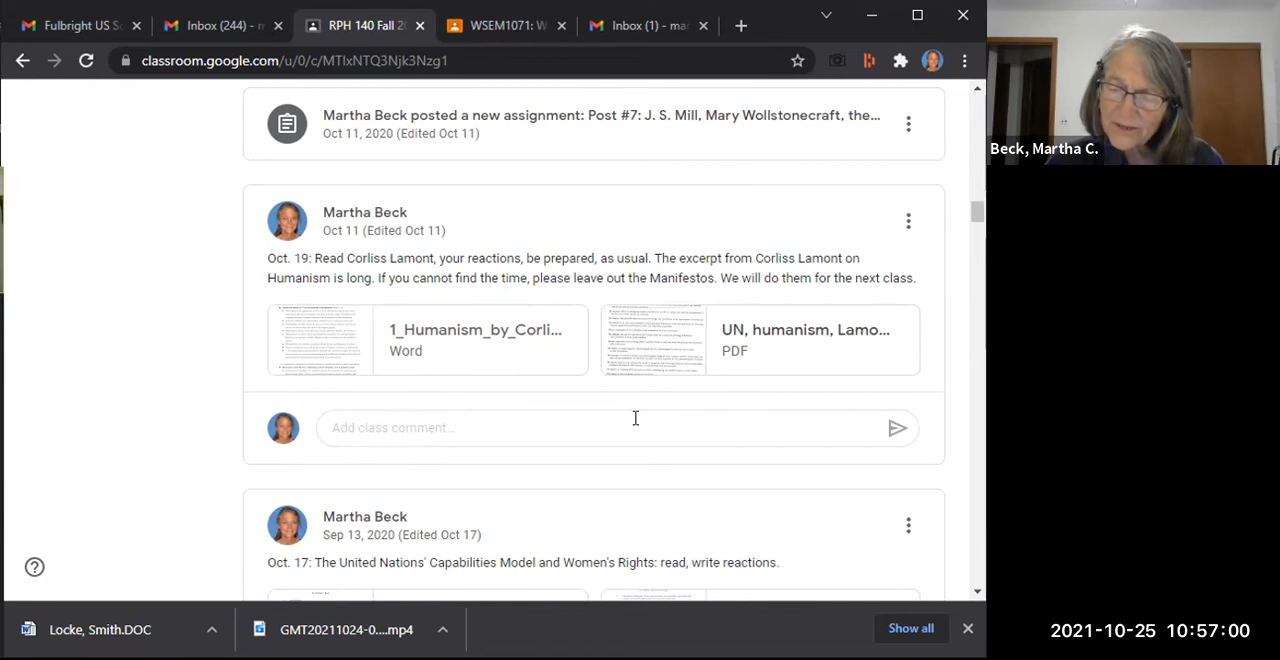 Fulbright US S
Inbox (244) - m
RPH 140 Fall 2
WSEM1071: W
Inbox (1) - mar
classroom.google.com/u/0/c/MTIxNTQ3Njk3Nzg1
Martha Beck posted a new assignment: Post #7: J. S. Mill, Mary Wollstonecraft, the...
Oct 11, 2020 (Edited Oct 11)
Martha Beck
Oct 11 (Edited Oct 11)
Oct. 19: Read Corliss Lamont, your reactions, be prepared, as usual. The excerpt from Corliss Lamont on
Humanism is long. If you cannot find the time, please leave out the Manifestos. We will do them for the next class.
_Humanism_by_Corli...
Word
UN, humanism, Lamo...
PDF
Add class comment...
Martha Beck
Sep 13, 2020 (Edited Oct 17)
Oct. 17: The United Nations' Capabilities Model and Women's Rights: read, write reactions.
Locke, Smith.DOC
GMT20211024-0....mp4
Show all
Beck, Martha C.
2021-10-25 10:57:00